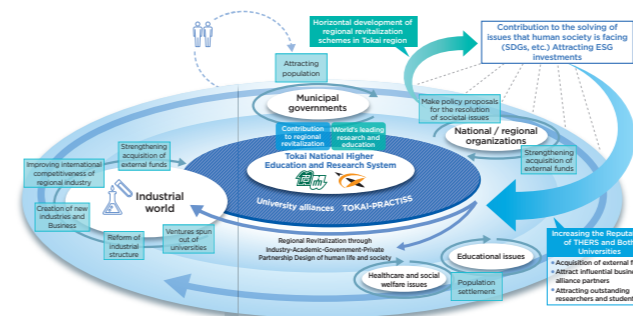 Horizontal development of
regional revitalization
schemes in Tokai region
Contribution to the solving of
issues that human society is facing
(SDGs, etc.) Attracting ESG
investments
Attracting
population
Municipal
governments
Make policy proposals
for the resolution
of societal issues
National / regional
organizations
Strengthening
acquisition of
external funds
Contribution
to regional
revitalization
World's leading
research and
education
Tokai National Higher
Education and Research System
University alliances TOKAI-PRACTISS
Strengthening
acquisition of
external funds
Improving international
competitiveness of
regional industry
Industrial
world
Creation of new
industries and
Business
Reform of
industrial
structure
Ventures spun
out of
universities
Regional Revitalization through
Industry-Academic-Government-Private
Partnership Design of human life and society
Educational issues
Healthcare and social
welfare issues
Population
settlement
Increasing the Reputa
of THERS and Both
Universities
• Acquisition of external f
• Attract influential busine
alliance partners
• Attracting outstanding
researchers and student